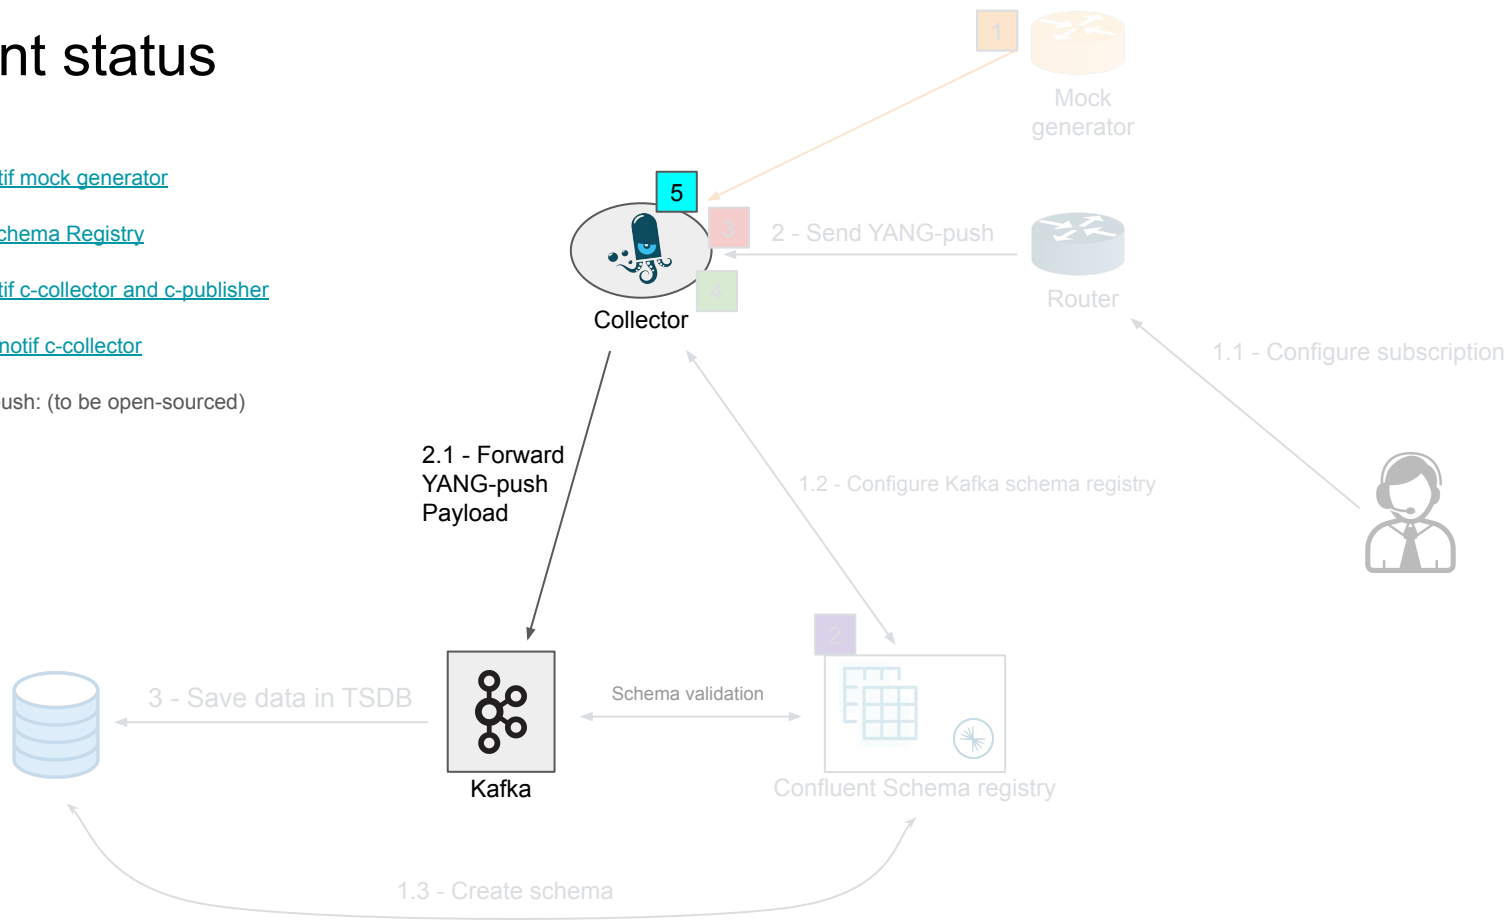 nt status
tif mock generator
chema Registry
tif c-collector and c-publisher
notif c-collector
ush: (to be open-sourced)
1
Mock
generator
5
3
2 - Send YANG-push
4
Collector
Router
1.1 - Configure subscription
2.1 - Forward
YANG-push
Payload
1.2 - Configure Kafka schema registry
2
3 - Save data in TSDB
Schema validation
Kafka
Confluent Schema registry
1.3 - Create schema